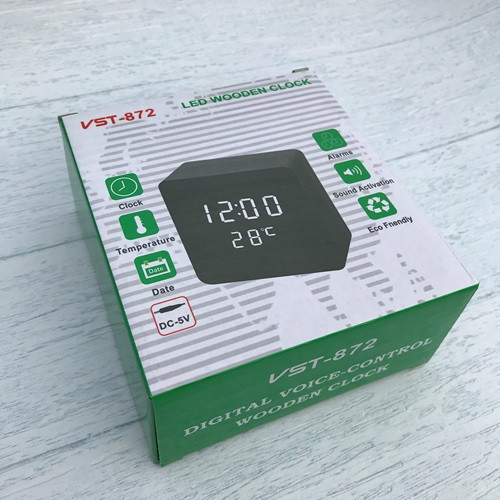 VST-872
LED WOODEN CLOCK
Clock
Temperature
Date
Date
DC-5V
12:00
28°C
Alarms
Sound Activation
Eco Friendly
VST-872
DIGITAL VOICE-CONTROL
WOODEN CLOCK